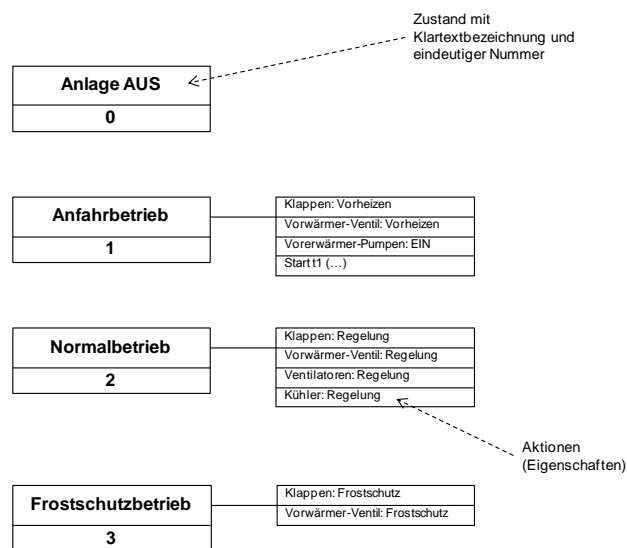 Zustand mit
Klartextbezeichnung und
eindeutiger Nummer
Anlage AUS
0
Anfahrbetrieb
1
Klappen: Vorheizen
Vorwärmer-Ventil: Vorheizen
Vorerwärmer-Pumpen: EIN
Start t1 (...)
Normalbetrieb
2
Klappen: Regelung
Vorwärmer-Ventil: Regelung
Ventilatoren: Regelung
Kühler: Regelung
Aktionen
(Eigenschaften)
Frostschutzbetrieb
3
Klappen: Frostschutz
Vorwärmer-Ventil: Frostschutz